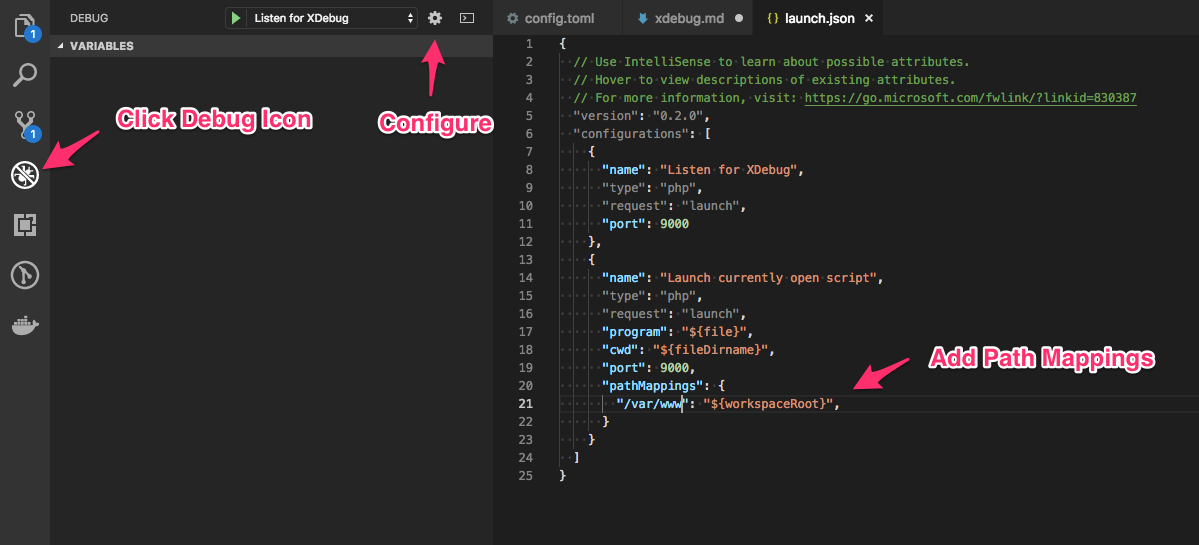 DEBUG
Listen for XDebug
config.toml
xdebug.md
{} launch.json ×
1
VARIABLES
Click Debug Icon
1
Configure
Add Path Mappings
1 {
2 // Use IntelliSense to learn about possible attributes.
3 // Hover to view descriptions of existing attributes.
4 // For more information, visit: https://go.microsoft.com/fwlink/?linkid=830387
5 "version": "0.2.0",
6 "configurations": [
7 {
8 "name": "Listen for XDebug",
9 "type": "php",
10 "request": "launch",
11 "port": 9000
12 },
13 {
14 "name": "Launch currently open script",
15 "type": "php",
16 "request": "launch",
17 "program": "${file}",
18 "cwd": "${fileDirname}",
19 "port": 9000,
20 "pathMappings": {
21 "/var/www": "${workspaceRoot}",
22 }
23 }
24 ]
25 }